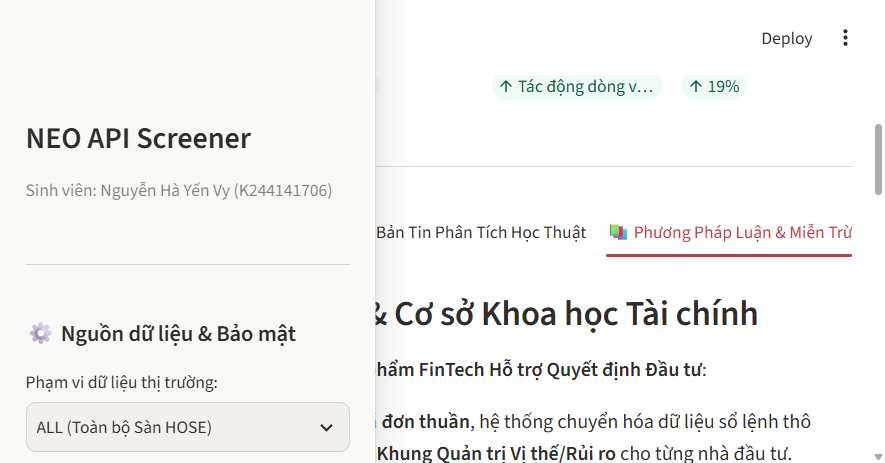 Deploy
↑ Tác động dòng v…
↑ 19%
NEO API Screener
Sinh viên: Nguyễn Hà Yến Vy (K244141706)
Bản Tin Phân Tích Học Thuật
Phương Pháp Luận & Miễn Trừ
& Cơ sở Khoa học Tài chính
⚙️ Nguồn dữ liệu & Bảo mật
phẩm FinTech Hỗ trợ Quyết định Đầu tư:
Phạm vi dữ liệu thị trường:
ALL (Toàn bộ Sàn HOSE)
đơn thuần, hệ thống chuyển hóa dữ liệu sổ lệnh thô
Khung Quản trị Vị thế/Rủi ro cho từng nhà đầu tư.